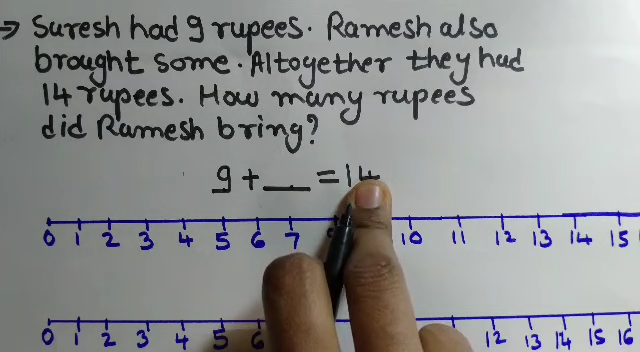 → Suresh had 9 rupees. Ramesh also
brought some. Altogether they had
14 rupees. How many rupees
did Ramesh bring?
9 + __ = 14
0 1 2 3 4 5 6 7 10 11 12 13 14 15
0 1 2 3 4 5 6 12 13 14 15 16